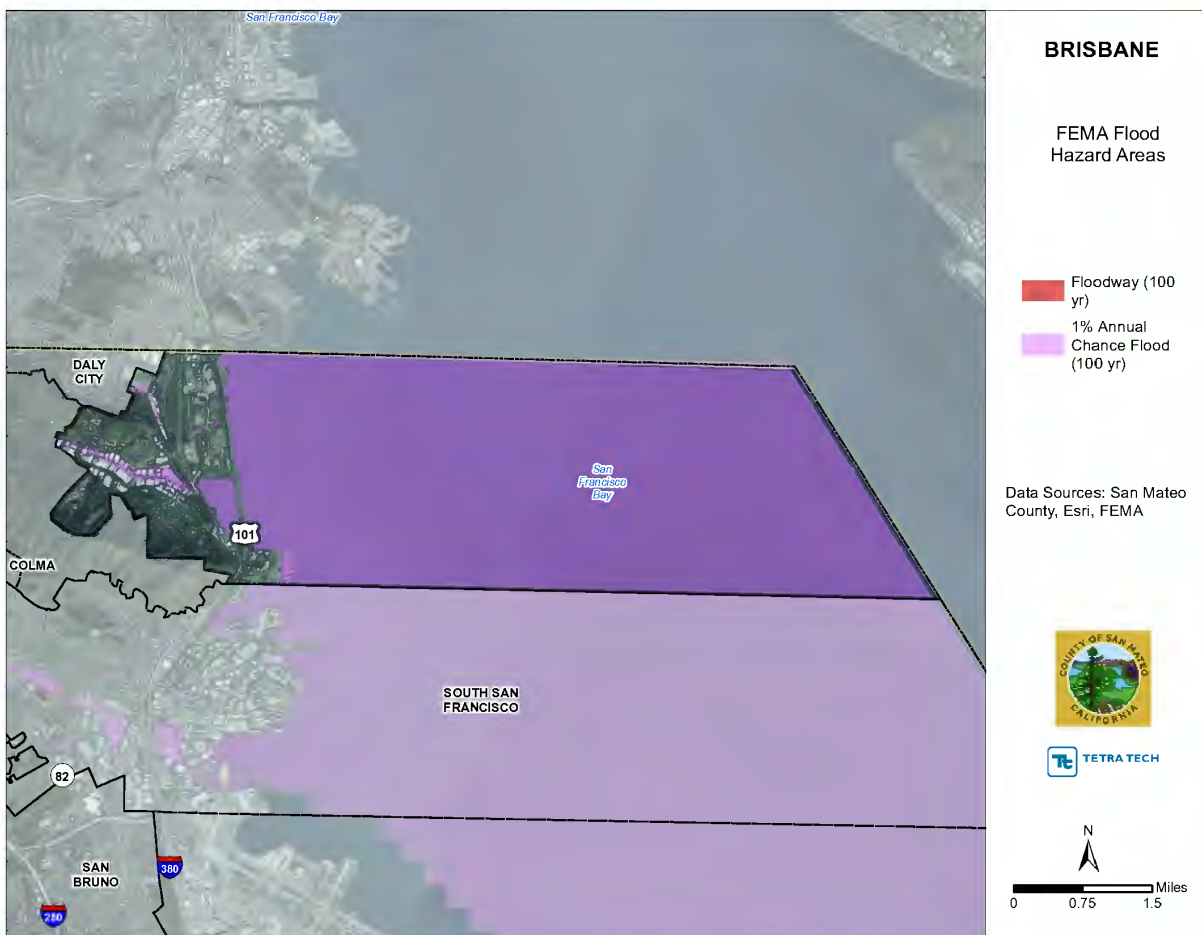 San Francisco Bay
DALY
CITY
San
Francisco
Bay
101
COLMA
SOUTH SAN
FRANCISCO
82
SAN
BRUNO
380
280
BRISBANE
FEMA Flood
Hazard Areas
Floodway (100
yr)
1% Annual
Chance Flood
(100 yr)
Data Sources: San Mateo
County, Esri, FEMA
COUNTY OF SAN MATEO
CALIFORNIA
Tt TETRA TECH
N
Miles
0 0.75 1.5